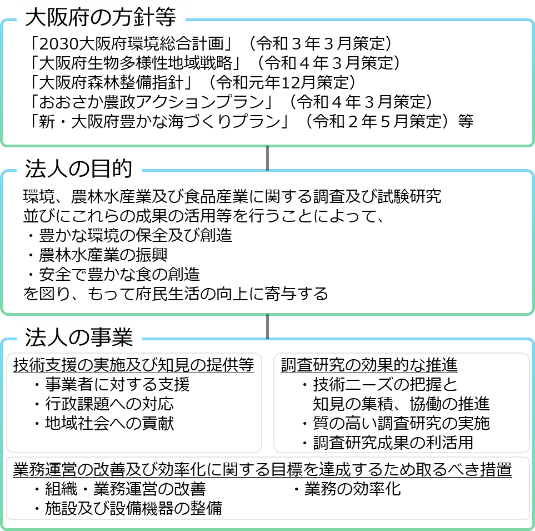 大阪府の方針等
「2030大阪府環境総合計画」（令和３年３月策定）
「大阪府生物多様性地域戦略」（令和４年３月策定）
「大阪府森林整備指針」（令和元年12月策定）
「おおさか農政アクションプラン」（令和４年３月策定）
「新・大阪府豊かな海づくりプラン」（令和２年５月策定）等
法人の目的
環境、農林水産業及び食品産業に関する調査及び試験研究
並びにこれらの成果の活用等を行うことによって、
・豊かな環境の保全及び創造
・農林水産業の振興
・安全で豊かな食の創造
を図り、もって府民生活の向上に寄与する
法人の事業
技術支援の実施及び知見の提供等
・事業者に対する支援
・行政課題への対応
・地域社会への貢献
調査研究の効果的な推進
・技術ニーズの把握と
知見の集積、協働の推進
・質の高い調査研究の実施
・調査研究成果の利活用
業務運営の改善及び効率化に関する目標を達成するため取るべき措置
・組織・業務運営の改善
・業務の効率化
・施設及び設備機器の整備